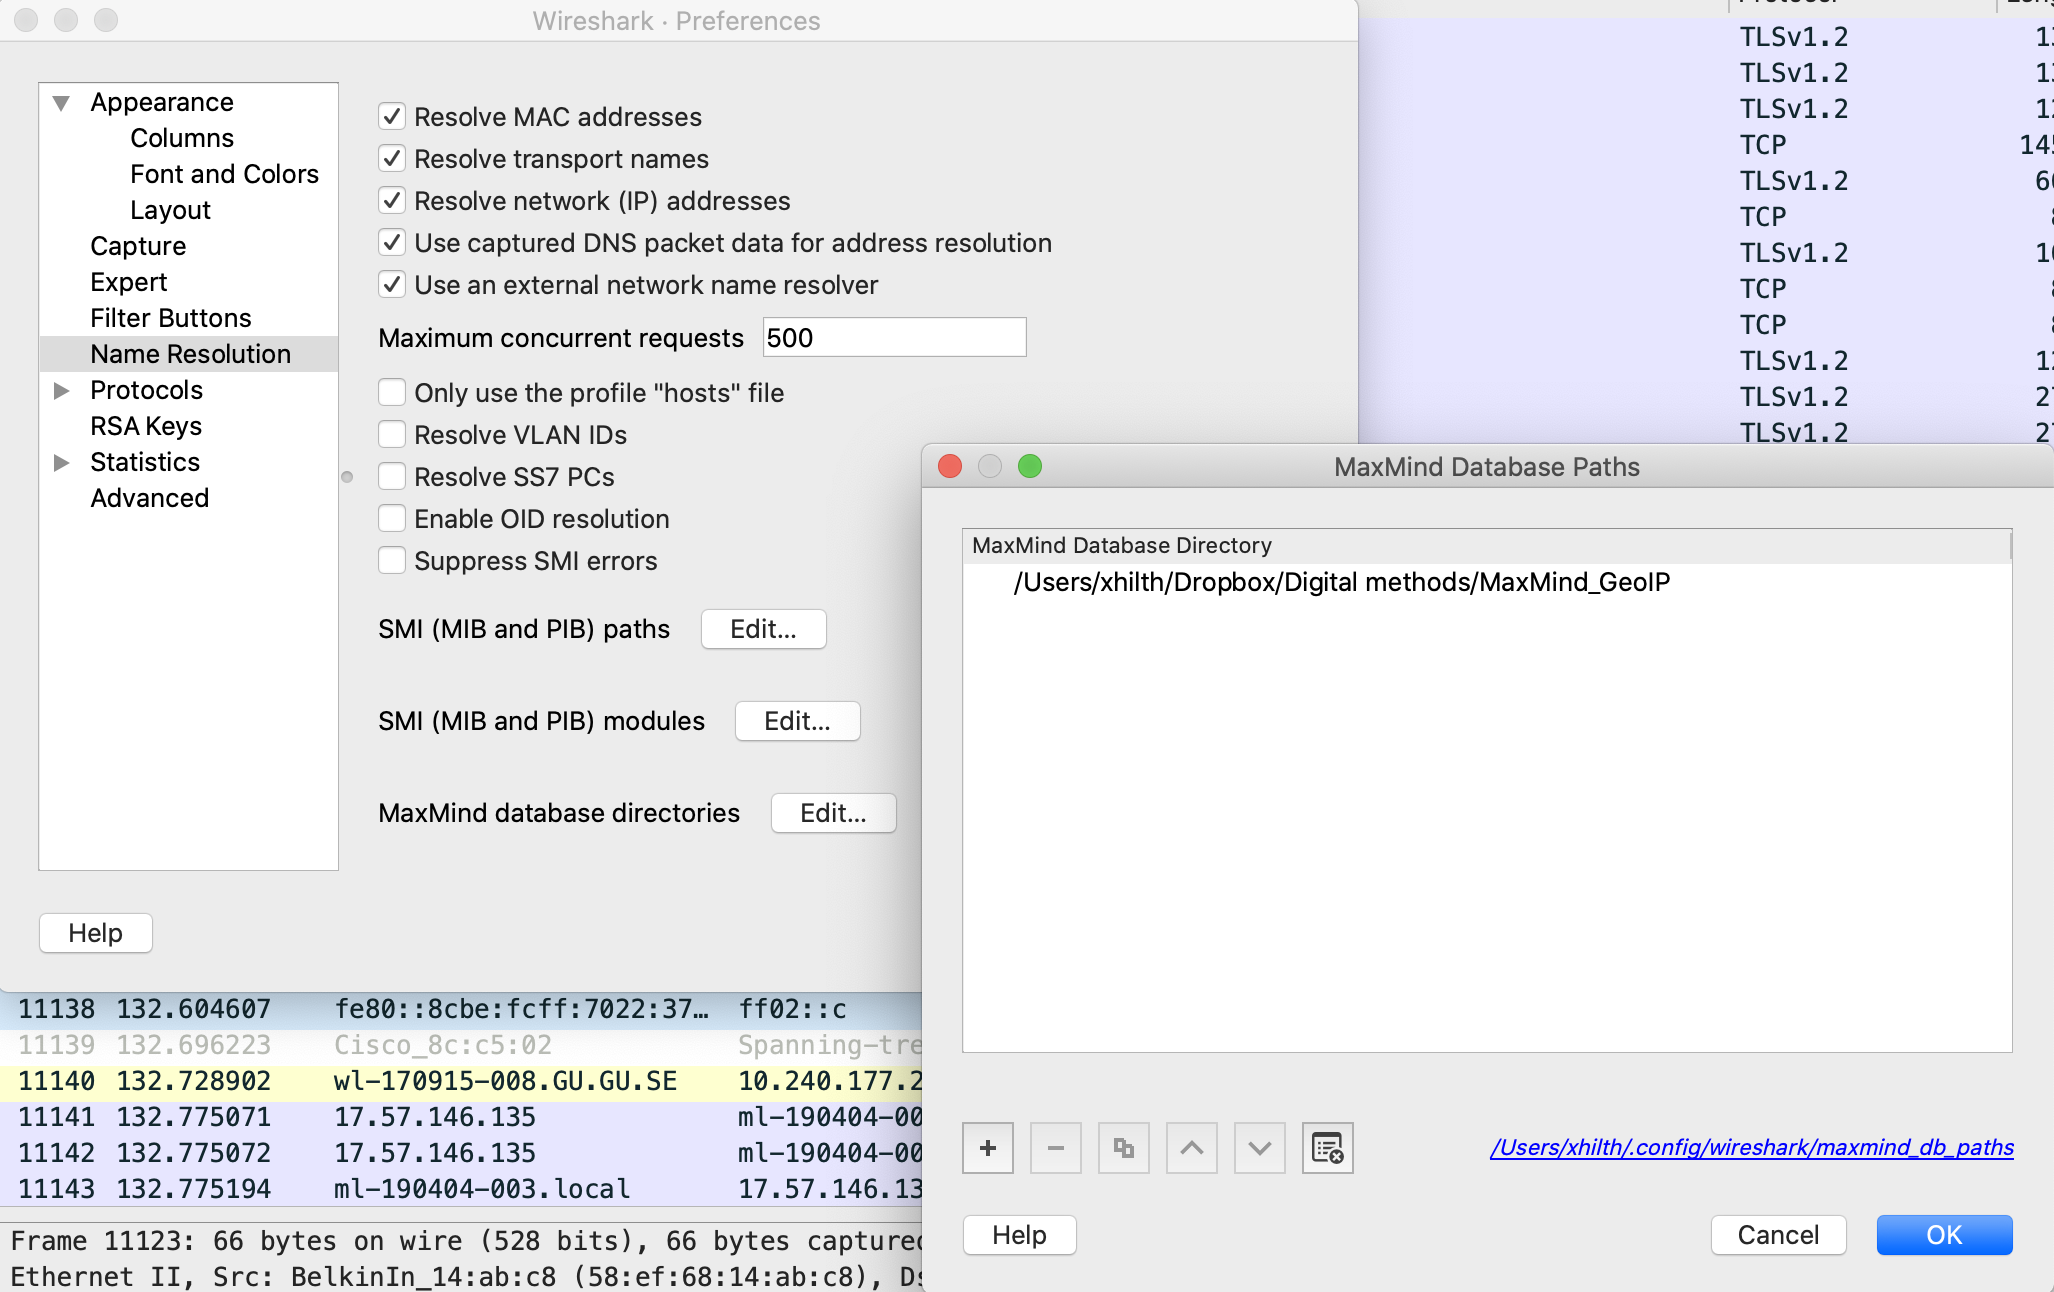 Wireshark · Preferences
Appearance
Columns
Font and Colors
Layout
Capture
Expert
Filter Buttons
Name Resolution
Protocols
RSA Keys
Statistics
Advanced
Resolve MAC addresses
Resolve transport names
Resolve network (IP) addresses
Use captured DNS packet data for address resolution
Use an external network name resolver
Maximum concurrent requests 500
Only use the profile "hosts" file
Resolve VLAN IDs
Resolve SS7 PCs
Enable OID resolution
Suppress SMI errors
SMI (MIB and PIB) paths Edit...
SMI (MIB and PIB) modules Edit...
MaxMind database directories Edit...
Help
TLSv1.2
TLSv1.2
TLSv1.2
TCP 145
TLSv1.2
TCP
TLSv1.2
TCP
TCP
TLSv1.2
TLSv1.2
TLSv1.2
MaxMind Database Paths
MaxMind Database Directory
/Users/xhilth/Dropbox/Digital methods/MaxMind_GeoIP
+ −
/Users/xhilth/.config/wireshark/maxmind_db_paths
Help Cancel OK
11138 132.604607 fe80::8cbe:fcff:7022:37… ff02::c
11139 132.696223 Cisco_8c:c5:02 Spanning-tre
11140 132.728902 wl-170915-008.GU.GU.SE 10.240.177.2
11141 132.775071 17.57.146.135 ml-190404-00
11142 132.775072 17.57.146.135 ml-190404-00
11143 132.775194 ml-190404-003.local 17.57.146.13
Frame 11123: 66 bytes on wire (528 bits), 66 bytes captured
Ethernet II, Src: BelkinIn_14:ab:c8 (58:ef:68:14:ab:c8), Ds